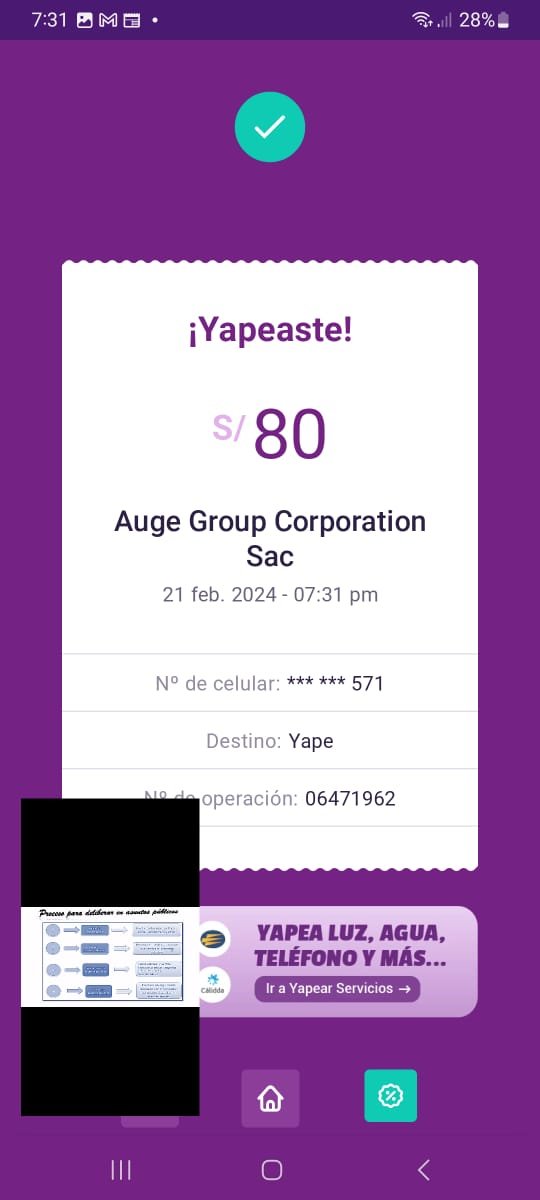 7:31
28%
¡Yapeaste!
S/ 80
Auge Group Corporation
Sac
21 feb. 2024 - 07:31 pm
Nº de celular: *** *** 571
Destino: Yape
Nº de operación: 06471962
Proceso para deliberar en asuntos públicos
YAPEA LUZ, AGUA,
TELÉFONO Y MÁS...
Cálidda
Ir a Yapear Servicios →